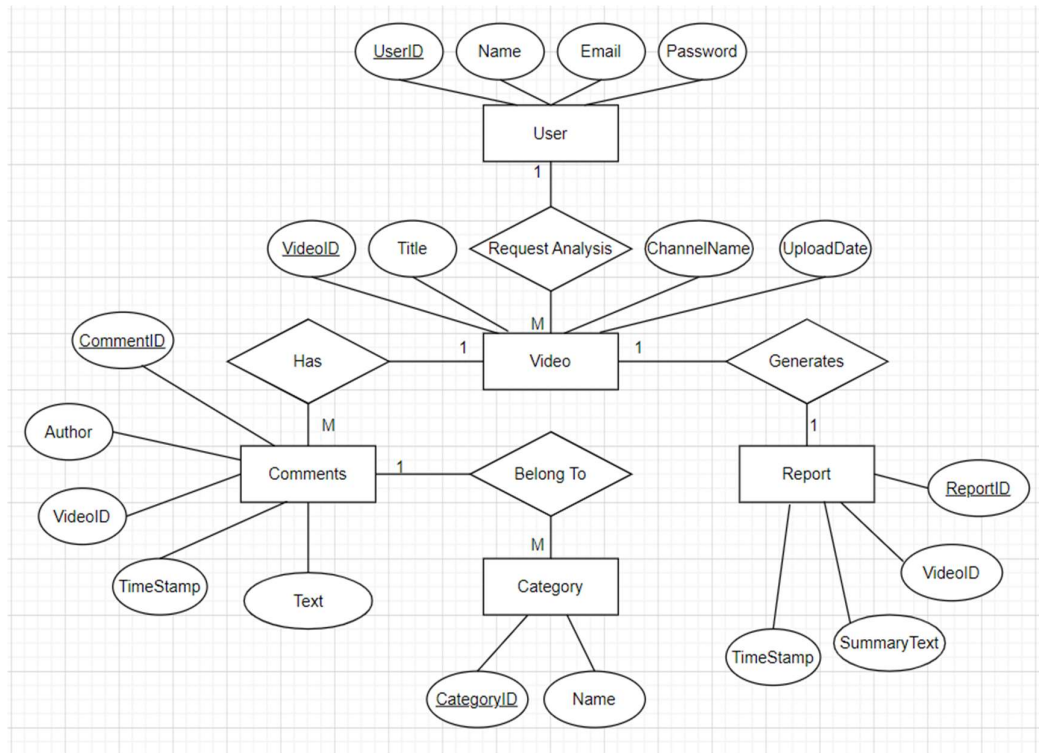 UserID
Name
Email
Password
User
1
Request Analysis
VideoID
Title
ChannelName
UploadDate
M
Video
1
1
Has
Generates
CommentID
M
1
Author
Comments
1
Belong To
Report
ReportID
VideoID
M
VideoID
TimeStamp
Text
Category
TimeStamp
SummaryText
CategoryID
Name